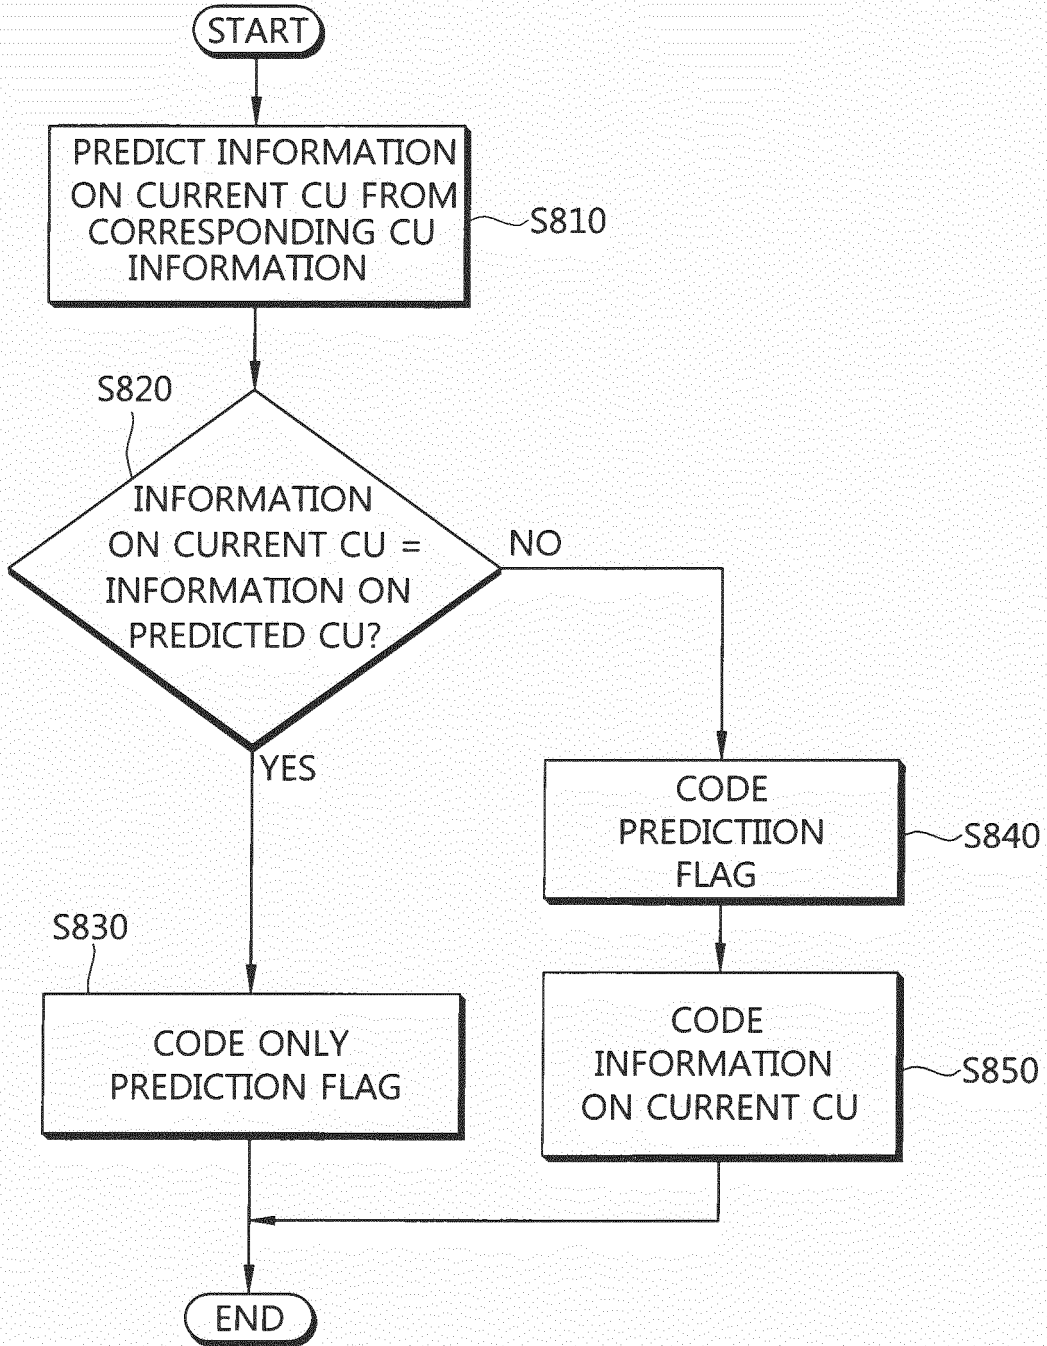 START
PREDICT INFORMATION
ON CURRENT CU FROM
CORRESPONDING CU
INFORMATION
S810
S820
INFORMATION
ON CURRENT CU =
INFORMATION ON
PREDICTED CU?
NO
YES
CODE
PREDICTIION
FLAG
S840
S830
CODE ONLY
PREDICTION FLAG
CODE
INFORMATION
ON CURRENT CU
S850
END